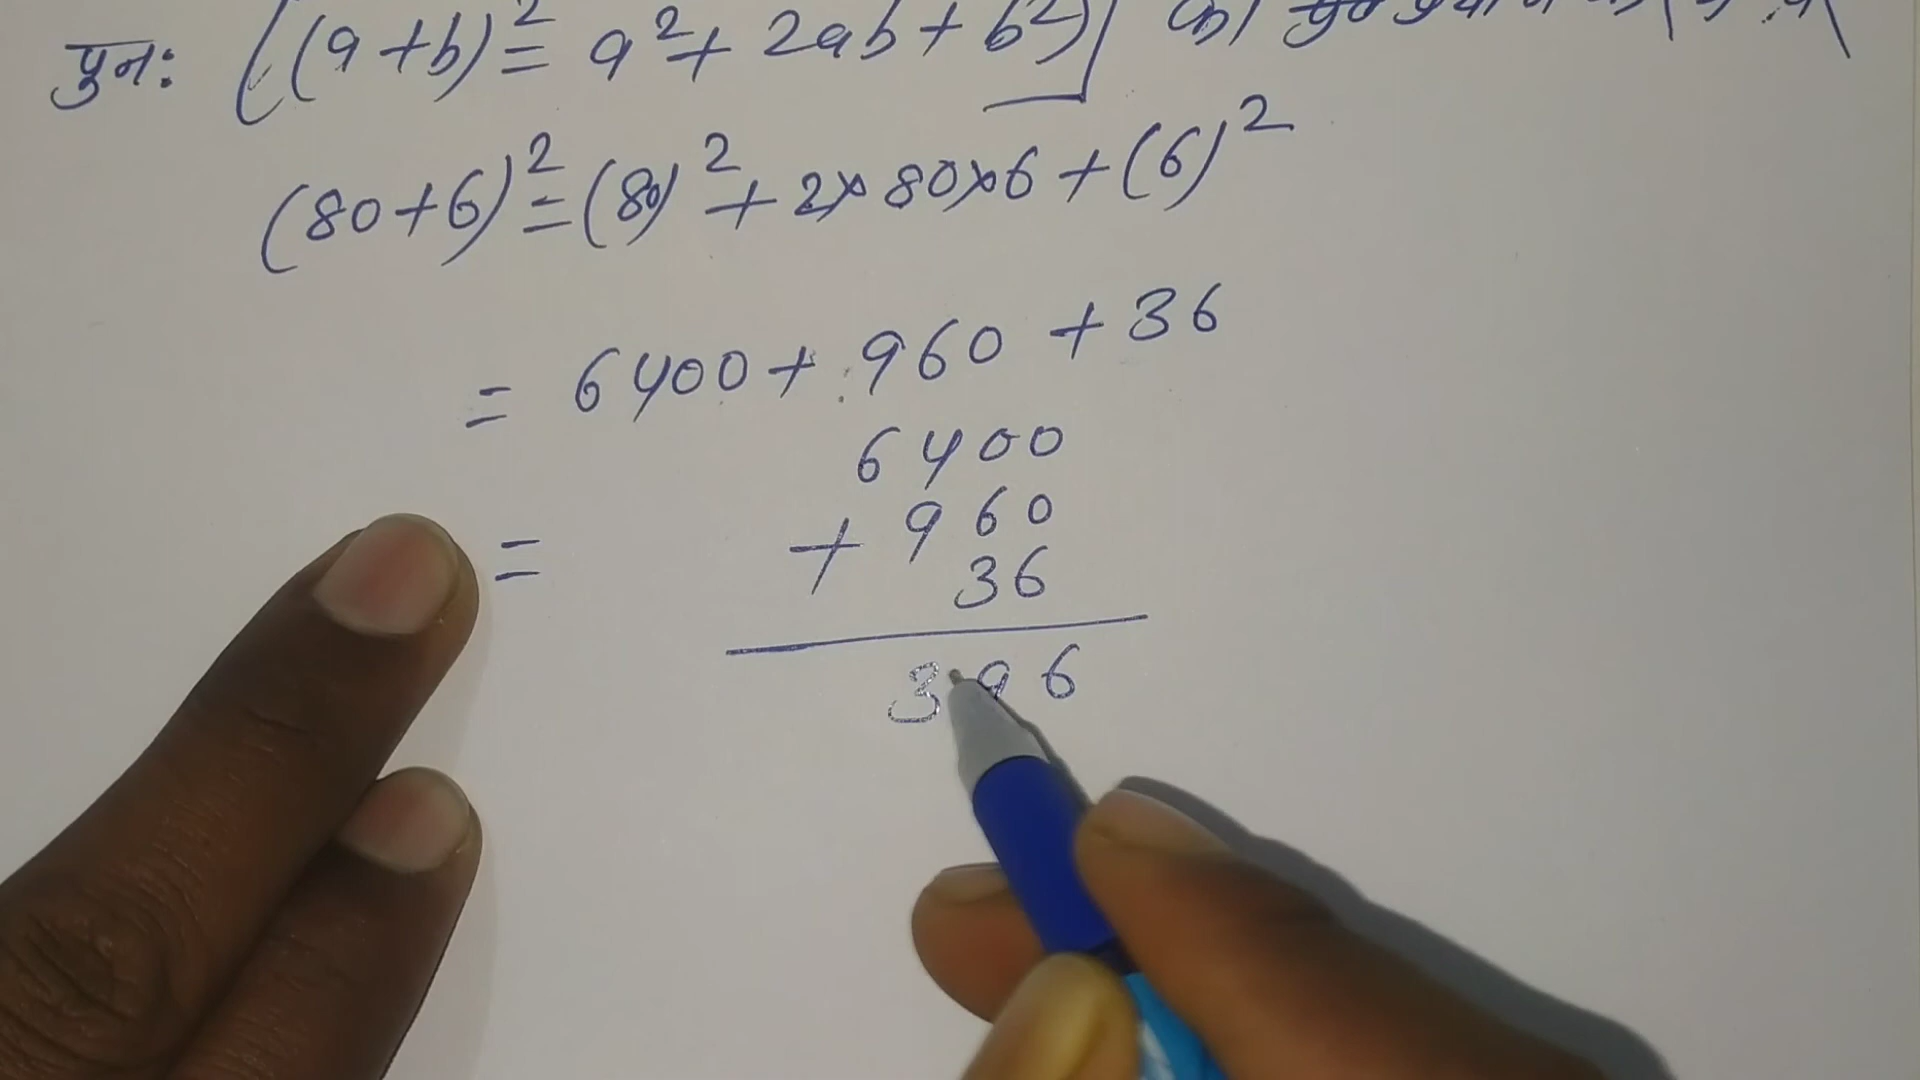 पुनः [(a+b)²= a²+ 2ab+ b²)] का
(80+6)²=(80)²+ 2×80×6+(6)²
= 6400+ 960 + 36
6400
= + 960
36
396